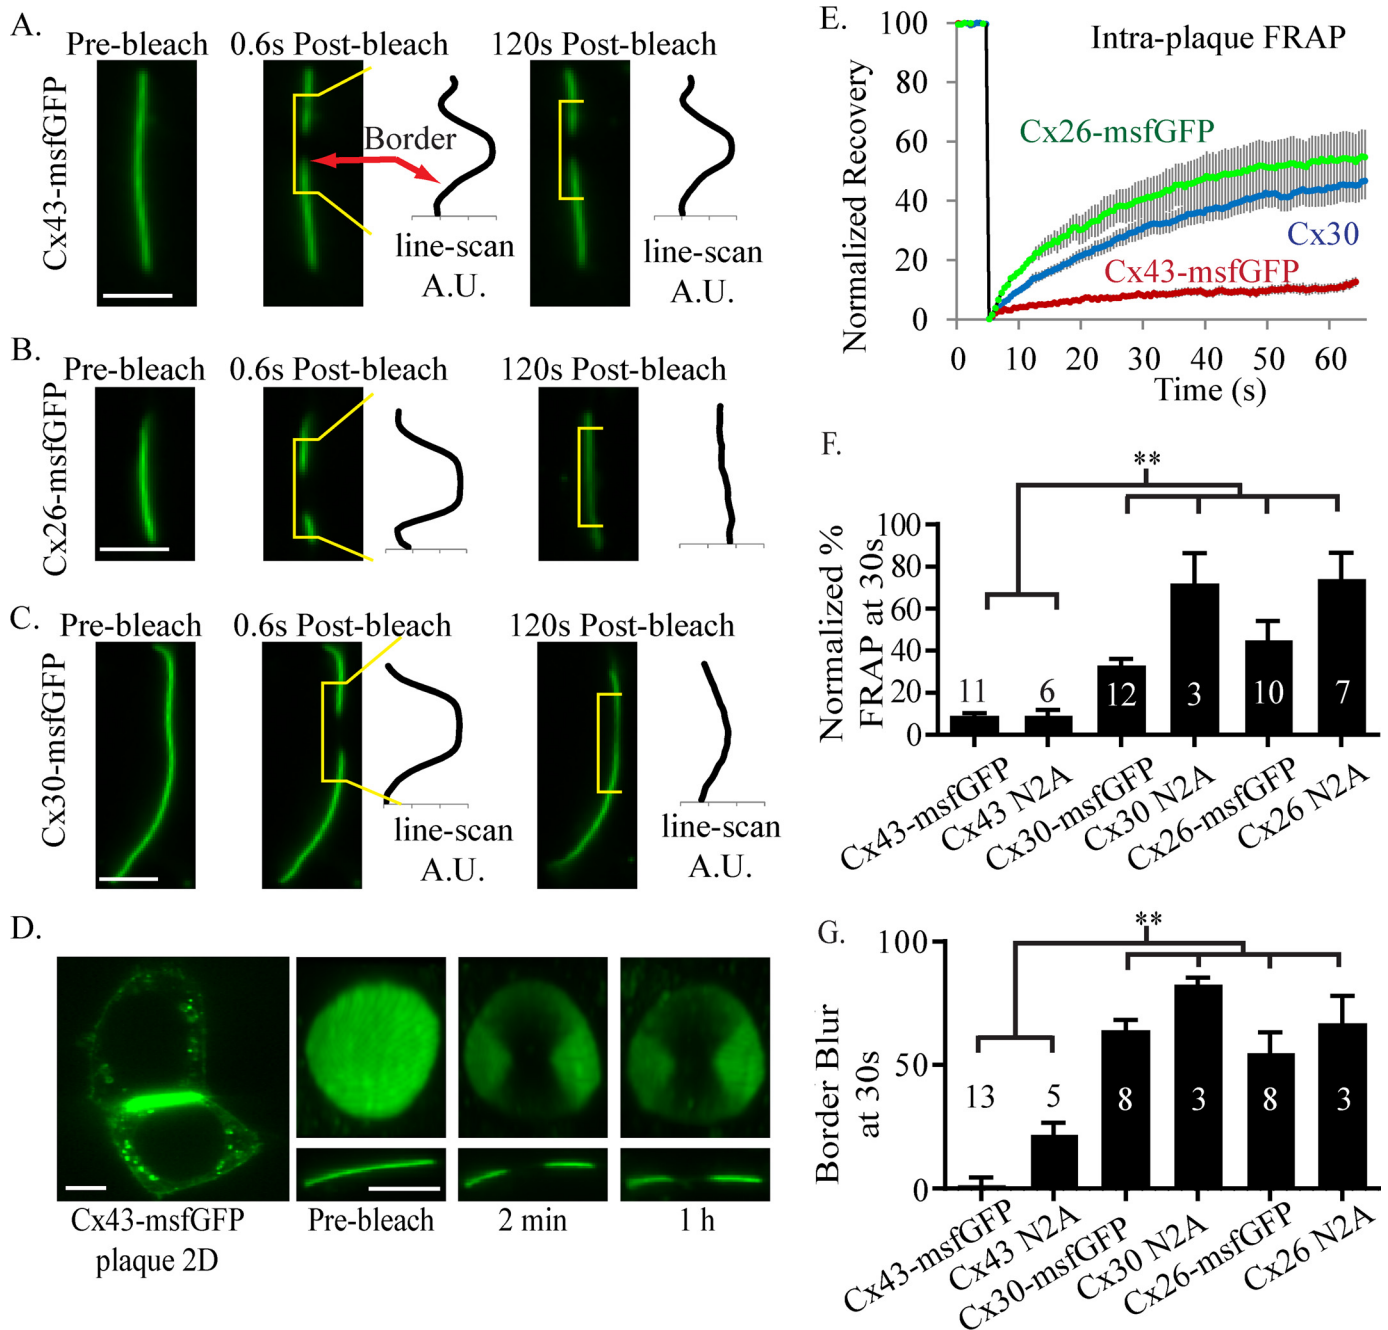 A.
Pre-bleach 0.6s Post-bleach 120s Post-bleach
Cx43-msfGFP
Border
line-scan
A.U.
line-scan
A.U.
B.
Pre-bleach 0.6s Post-bleach 120s Post-bleach
Cx26-msfGFP
C.
Pre-bleach 0.6s Post-bleach 120s Post-bleach
Cx30-msfGFP
line-scan
A.U.
line-scan
A.U.
D.
Cx43-msfGFP
plaque 2D
Pre-bleach
2 min
1 h
E.
Intra-plaque FRAP
Normalized Recovery
100
80
60
40
20
0
Cx26-msfGFP
Cx30
Cx43-msfGFP
0 10 20 30 40 50 60
Time (s)
F.
**
Normalized %
FRAP at 30s
100
80
60
40
20
0
11 6 12 3 10 7
Cx43-msfGFP
Cx43 N2A
Cx30-msfGFP
Cx30 N2A
Cx26-msfGFP
Cx26 N2A
G.
**
Border Blur
at 30s
100
50
0
13 5 8 3 8 3
Cx43-msfGFP
Cx43 N2A
Cx30-msfGFP
Cx30 N2A
Cx26-msfGFP
Cx26 N2A